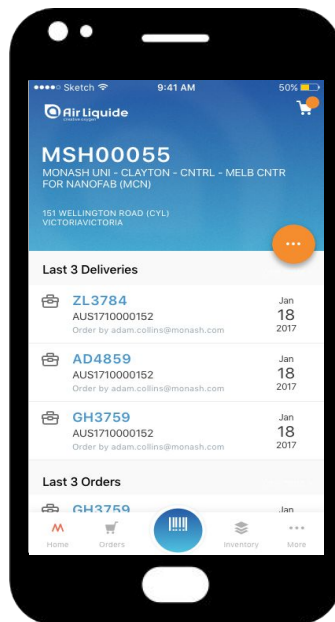 Sketch 9:41 AM 50%
Air Liquide
creative oxygen
MSH00055
MONASH UNI - CLAYTON - CNTRL - MELB CNTR
FOR NANOFAB (MCN)
151 WELLINGTON ROAD (CYL)
VICTORIAVICTORIA
Last 3 Deliveries
ZL3784
AUS1710000152
Order by adam.collins@monash.com
Jan
18
2017
AD4859
AUS1710000152
Order by adam.collins@monash.com
Jan
18
2017
GH3759
AUS1710000152
Order by adam.collins@monash.com
Jan
18
2017
Last 3 Orders
GH3759
Jan
Home
Orders
Inventory
More